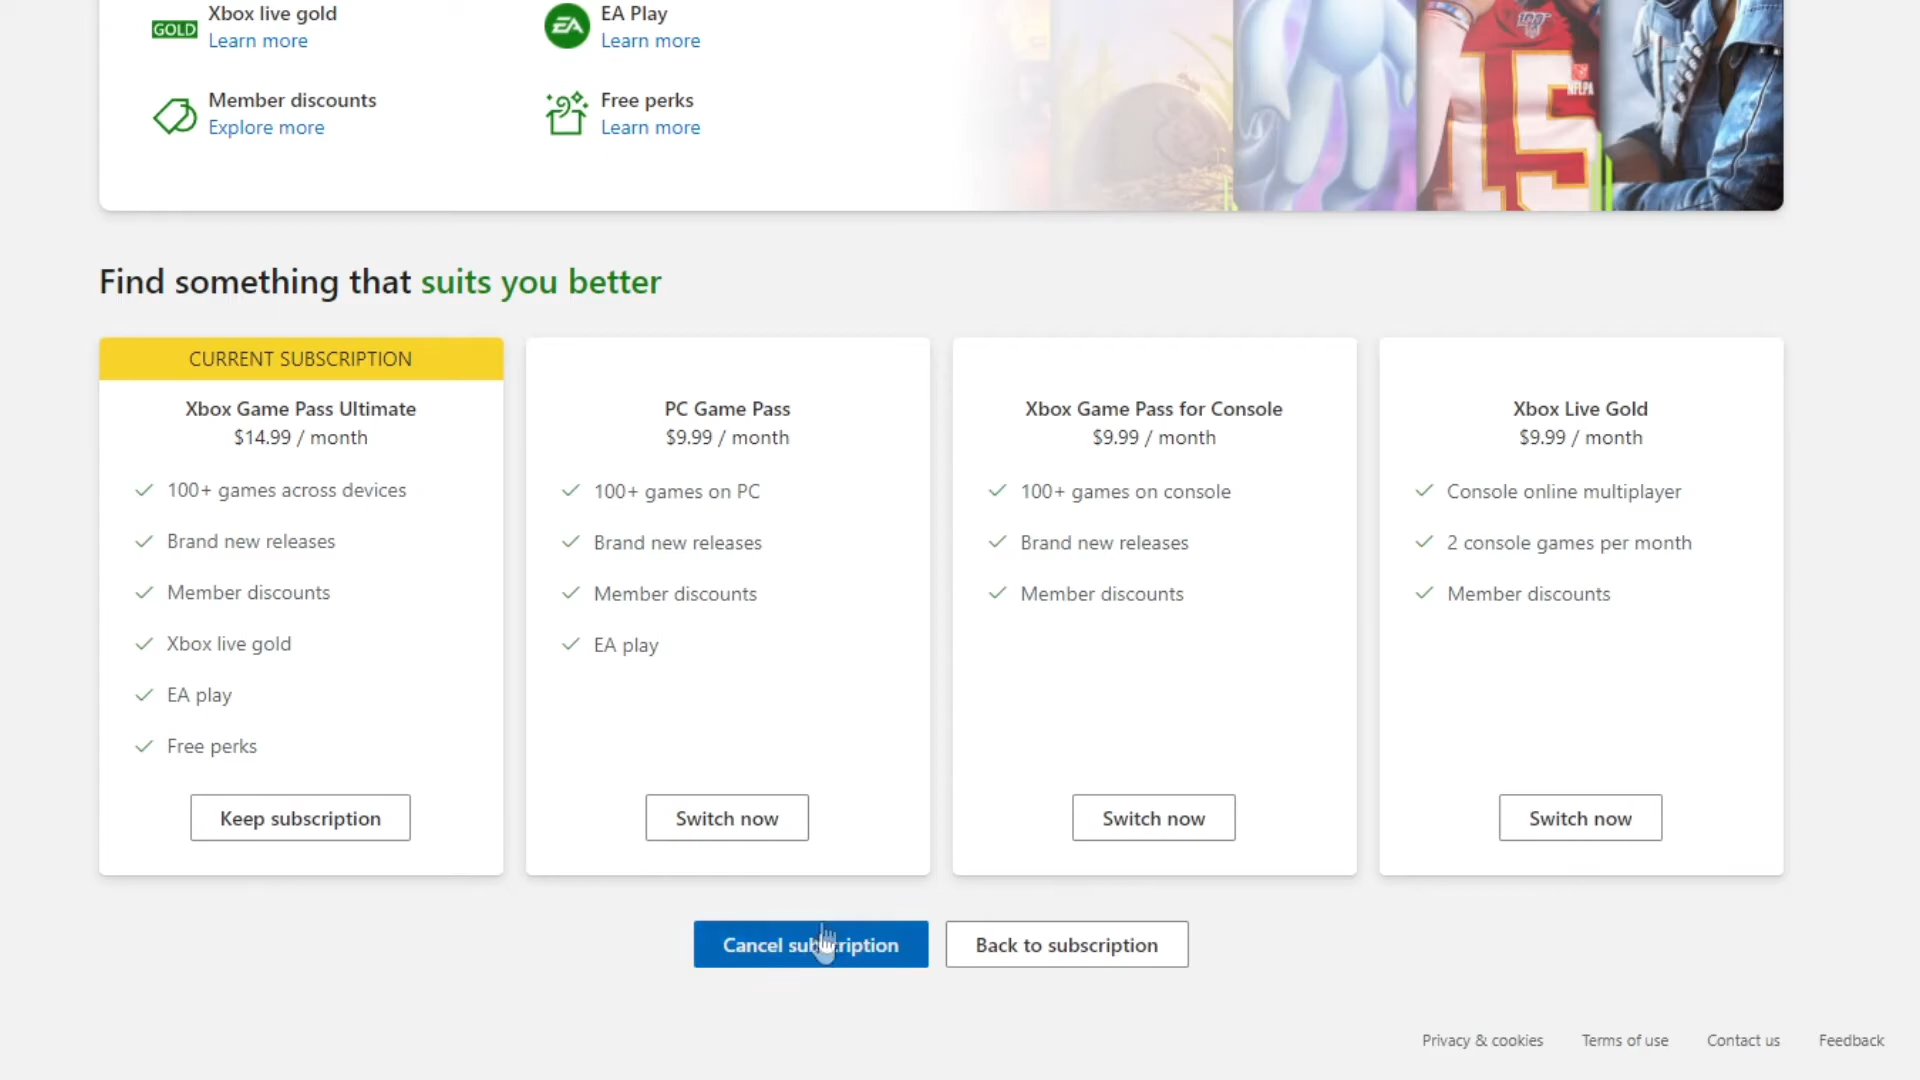 Xbox live gold
GOLD
Learn more
EA Play
EA
Learn more
Member discounts
Explore more
Free perks
Learn more
NFLPA
15
Find something that suits you better
CURRENT SUBSCRIPTION
Xbox Game Pass Ultimate
$14.99 / month
100+ games across devices
Brand new releases
Member discounts
Xbox live gold
EA play
Free perks
Keep subscription
PC Game Pass
$9.99 / month
100+ games on PC
Brand new releases
Member discounts
EA play
Switch now
Xbox Game Pass for Console
$9.99 / month
100+ games on console
Brand new releases
Member discounts
Switch now
Xbox Live Gold
$9.99 / month
Console online multiplayer
2 console games per month
Member discounts
Switch now
Cancel subscription
Back to subscription
Privacy & cookies
Terms of use
Contact us
Feedback